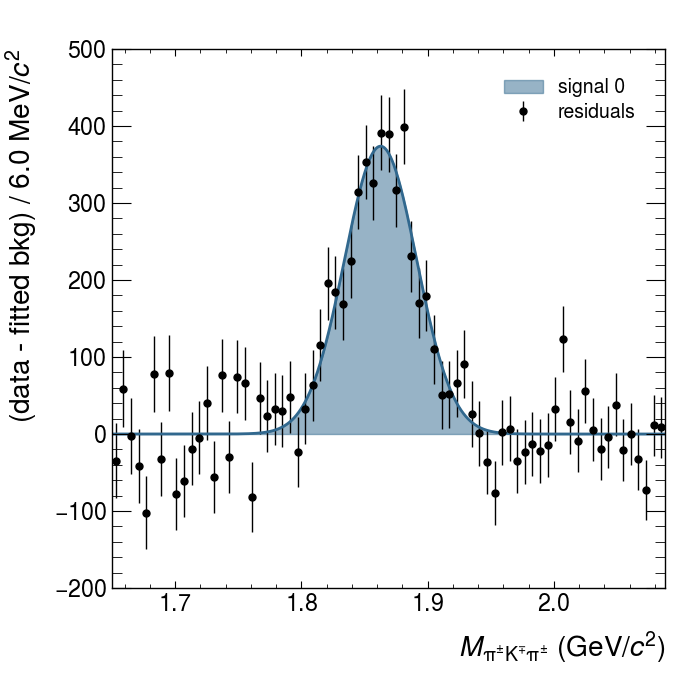 (data - fitted bkg) / 6.0 MeV/c²
500
400
300
200
100
0
−100
−200
signal 0
residuals
1.7 1.8 1.9 2.0
M_π±K∓π± (GeV/c²)